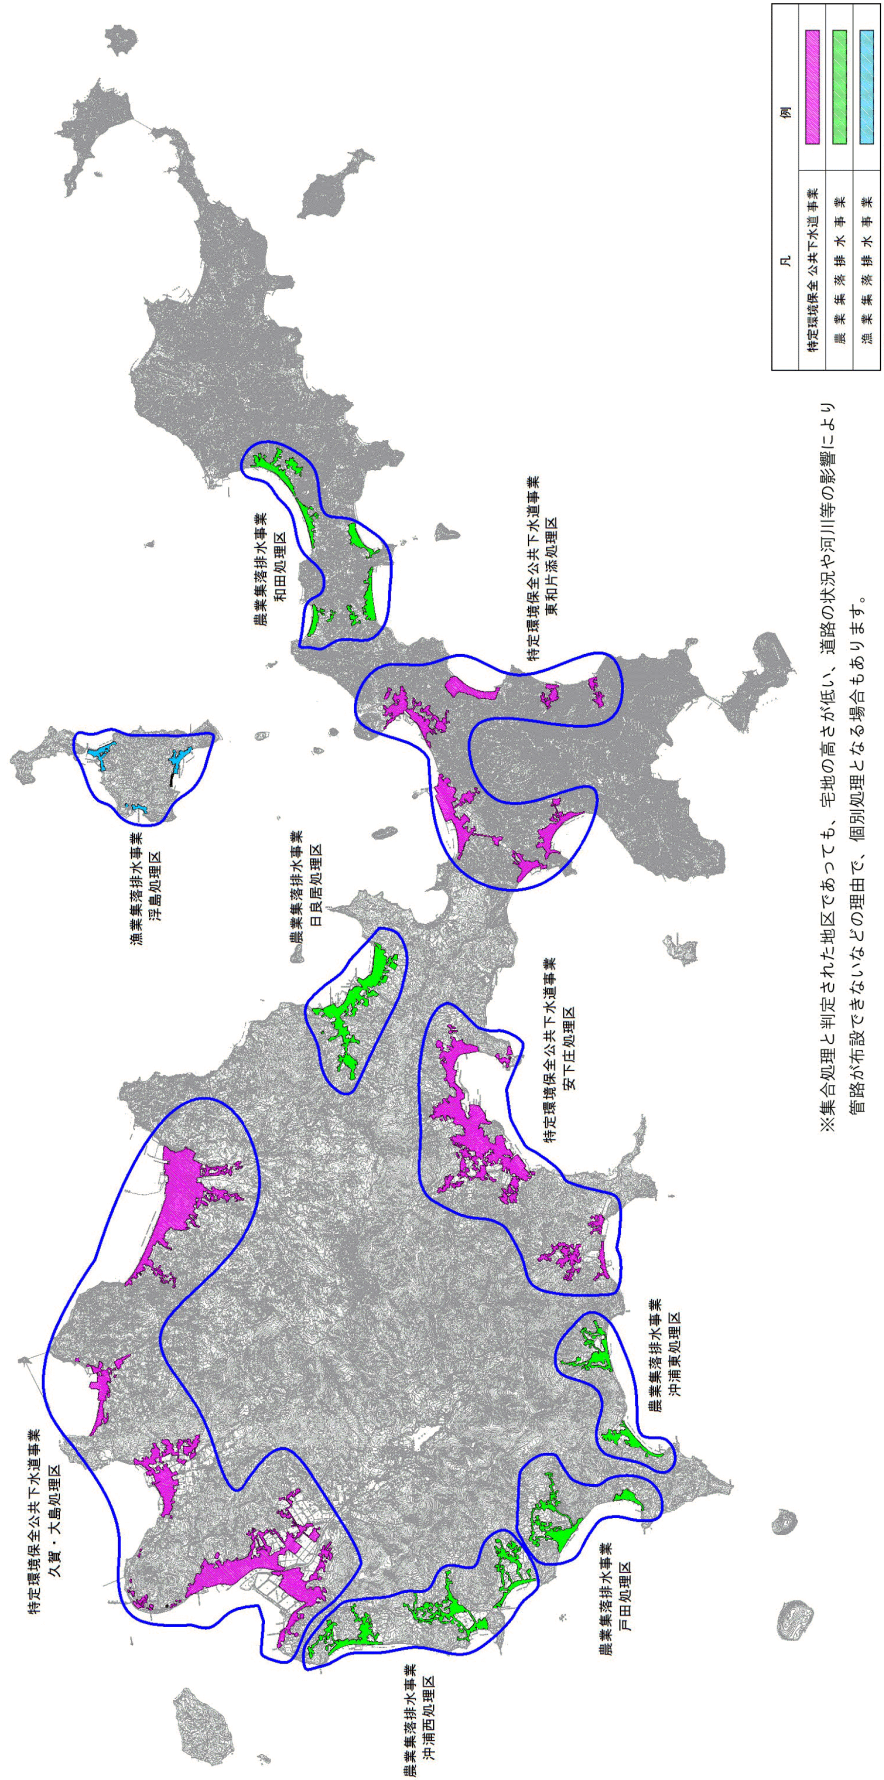 特定環境保全公共下水道事業
久賀・大島処理区
漁業集落排水事業
浮島処理区
農業集落排水事業
日良居処理区
農業集落排水事業
和田処理区
特定環境保全公共下水道事業
東和片添処理区
特定環境保全公共下水道事業
安下庄処理区
農業集落排水事業
沖浦東処理区
農業集落排水事業
戸田処理区
農業集落排水事業
沖浦西処理区
凡例
特定環境保全公共下水道事業
農業集落排水事業
漁業集落排水事業
※集合処理と判定された地区であっても、宅地の高さが低い、道路の状況や河川等の影響により
管路が布設できないなどの理由で、個別処理となる場合もあります。